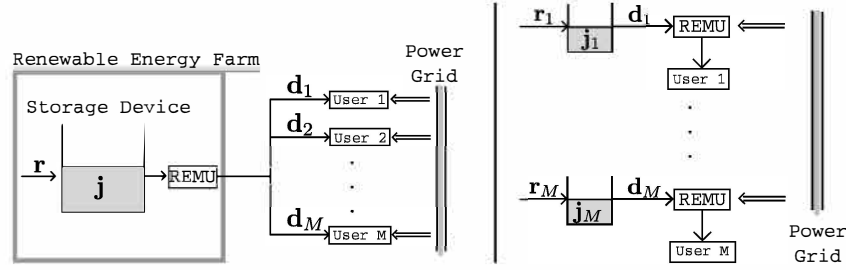 Renewable Energy Farm
Storage Device
r
j
REMU
d1
User 1
d2
User 2
dM
User M
Power
Grid
r1
j1
d1
REMU
User 1
rM
jM
dM
REMU
User M
Power
Grid